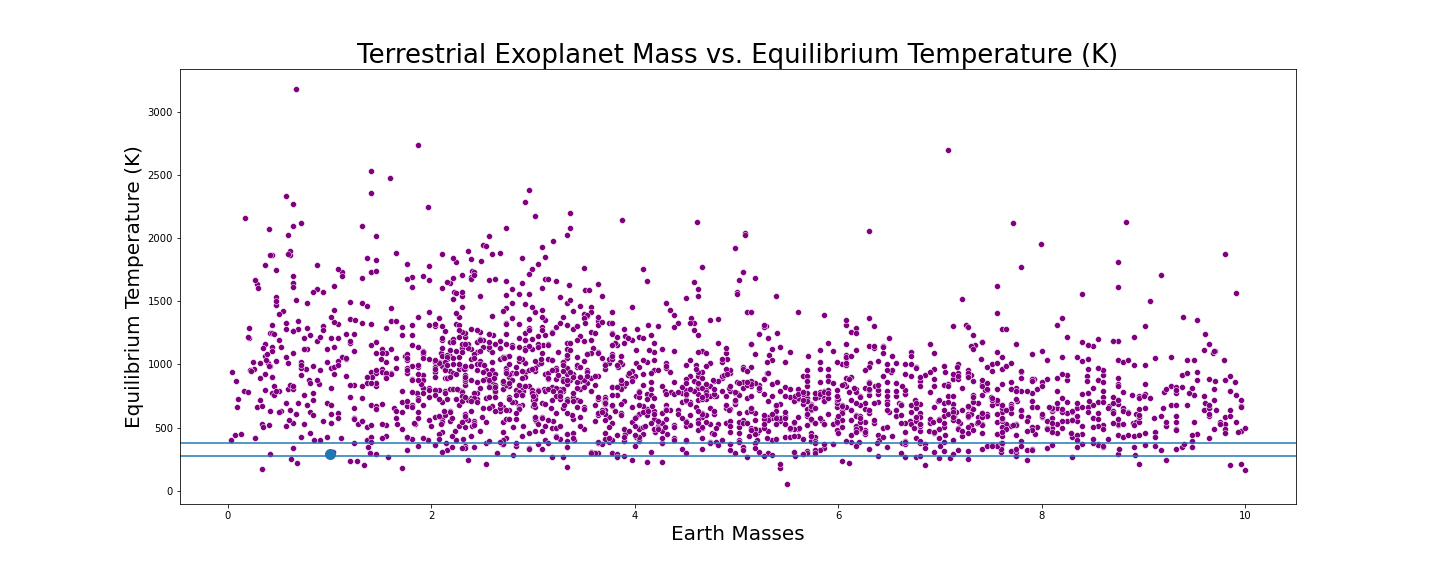 Terrestrial Exoplanet Mass vs. Equilibrium Temperature (K)
Equilibrium Temperature (K)
3000
2500
2000
1500
1000
500
0
0 2 4 6 8 10
Earth Masses